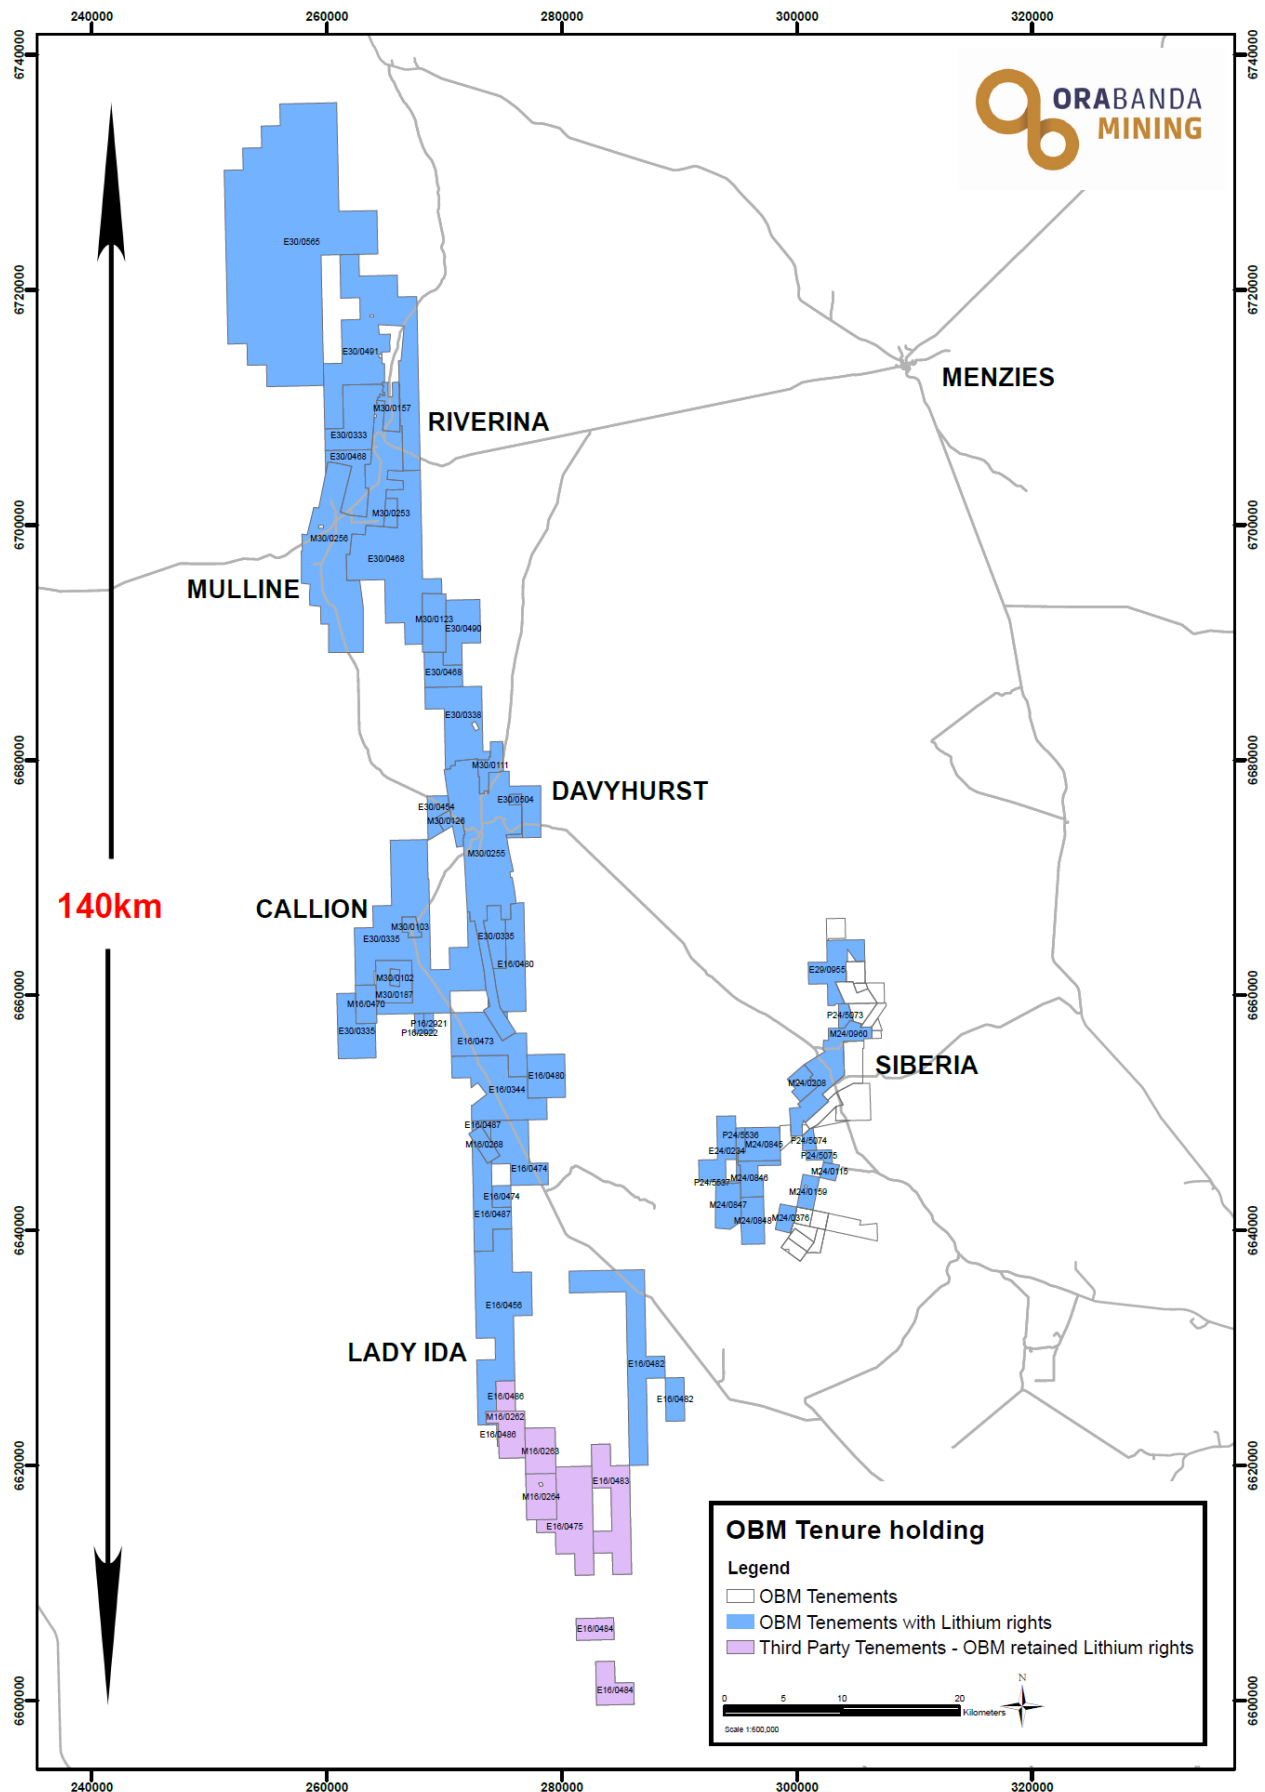 240000
260000
280000
300000
320000
6740000
6740000
ORABANDA
MINING
E30/0565
6720000
6720000
E30/0491
MENZIES
M30/0157
RIVERINA
E30/0333
E30/0468
M30/0253
6700000
6700000
M30/0256
E30/0468
MULLINE
M30/0123
E30/0490
E30/0468
E30/0338
6680000
6680000
M30/0111
DAVYHURST
E30/0504
E30/0454
M30/0126
M30/0255
140km
CALLION
M30/0103
E30/0335
E30/0335
E16/0480
E29/0955
M30/0102
M30/0187
6660000
6660000
M16/0470
P24/5073
P16/2921
P16/2922
E30/0335
M24/0960
E16/0473
SIBERIA
E16/0480
M24/0208
E16/0344
E16/0487
P24/5536
P24/5074
M16/0268
M24/0845
E24/0234
P24/5075
E16/0474
M24/0115
M24/0846
P24/5537
M24/0159
E16/0474
M24/0847
E16/0487
M24/0848
M24/0376
6640000
6640000
E16/0456
LADY IDA
E16/0482
E16/0486
E16/0482
M16/0262
E16/0486
M16/0263
6620000
6620000
E16/0483
M16/0264
E16/0475
OBM Tenure holding
Legend
OBM Tenements
OBM Tenements with Lithium rights
Third Party Tenements - OBM retained Lithium rights
E16/0484
E16/0484
N
0
5
10
20
Kilometers
Scale 1:600,000
6600000
6600000
240000
260000
280000
300000
320000